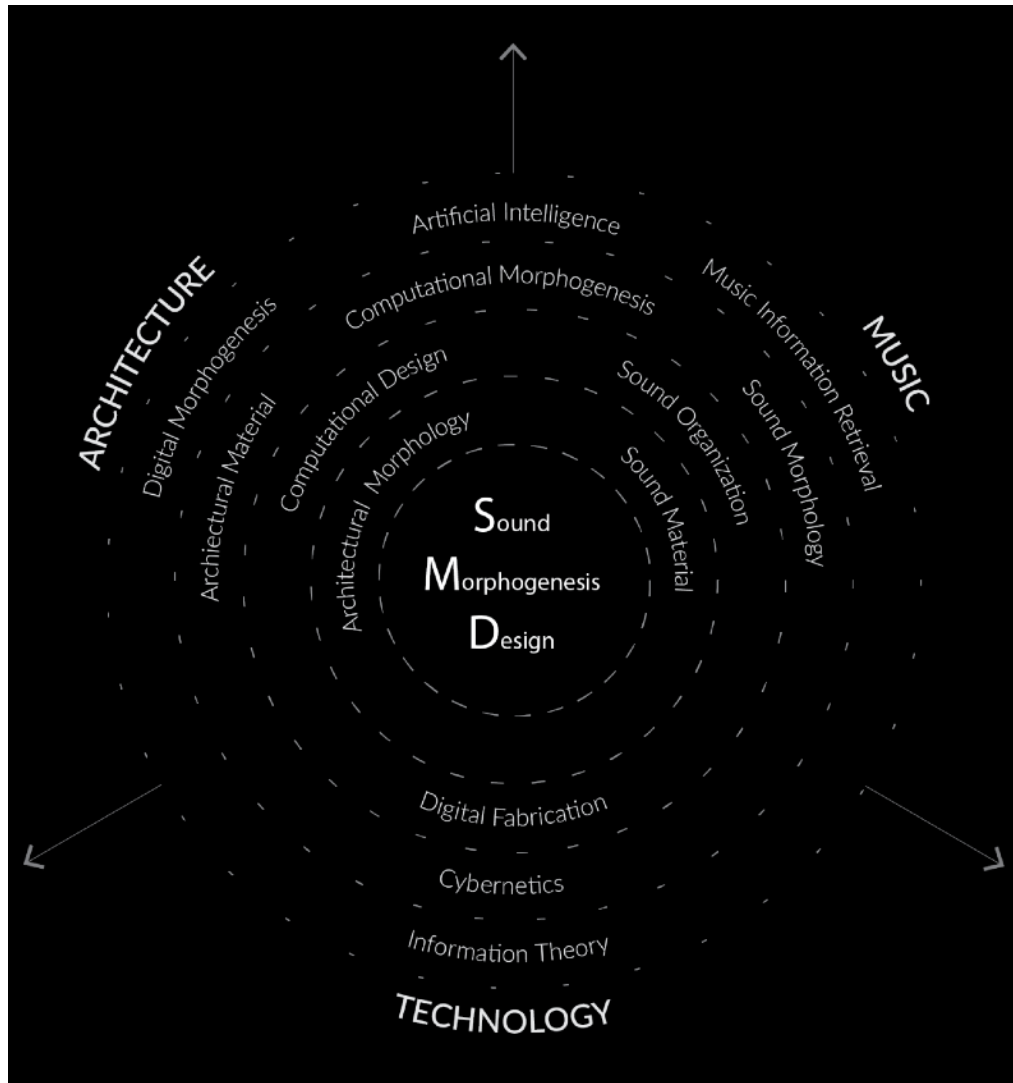 Artificial Intelligence
Computational Morphogenesis
ARCHITECTURE
Digital Morphogenesis
Archiectural Material
Computational Design
Architectural Morphology
MUSIC
Music Information Retrieval
Sound Morphology
Sound Organization
Sound Material
Sound
Morphogenesis
Design
Digital Fabrication
Cybernetics
Information Theory
TECHNOLOGY